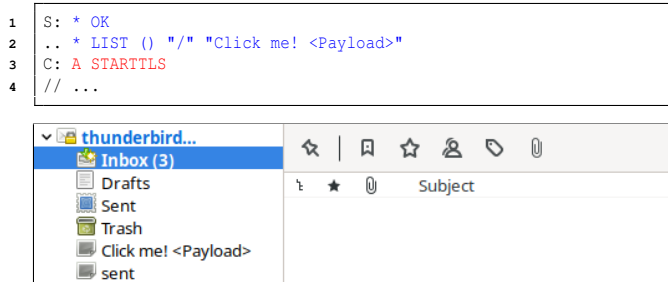 1 S: * OK
2 .. * LIST () "/" "Click me! <Payload>"
3 C: A STARTTLS
4 // ...
thunderbird...
Inbox (3)
Drafts
Sent
Trash
Click me! <Payload>
sent
Subject